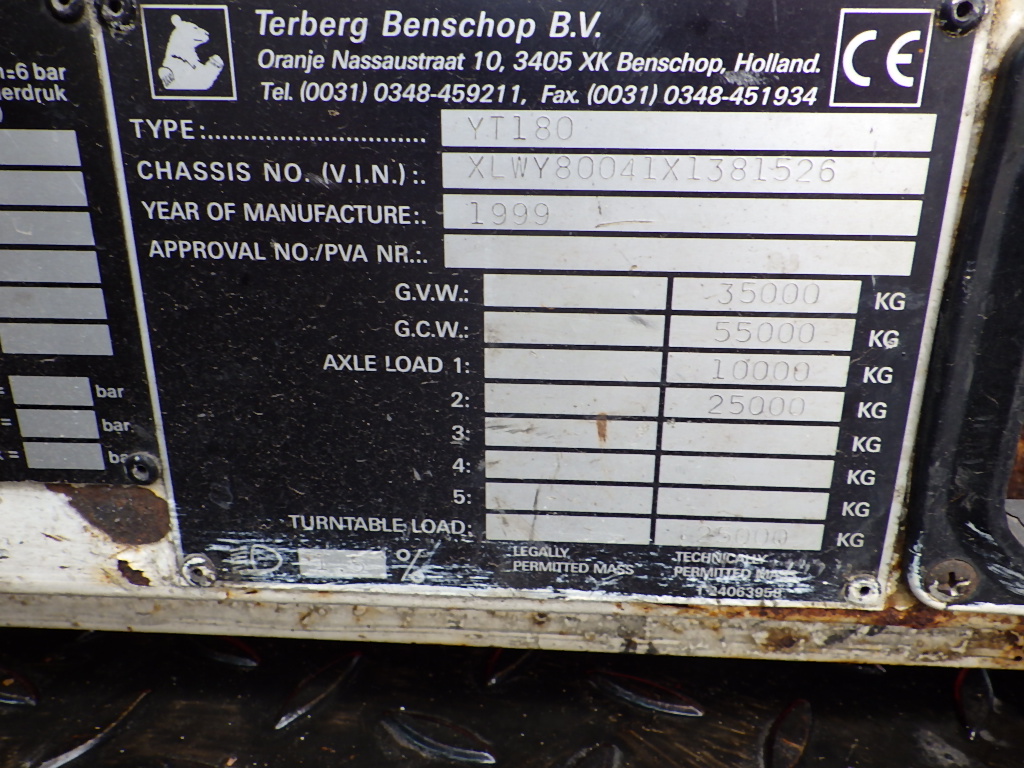 Terberg Benschop B.V.
Oranje Nassaustraat 10, 3405 XK Benschop, Holland.
Tel. (0031) 0348-459211, Fax. (0031) 0348-451934
CE
TYPE:.............................. YT180
CHASSIS NO. (V.I.N.):. XLWY80041X1381526
YEAR OF MANUFACTURE:. 1999
APPROVAL NO./PVA NR.:.
G.V.W.: 35000 KG
G.C.W.: 55000 KG
AXLE LOAD 1: 10000 KG
2: 25000 KG
3: KG
4: KG
5: KG
TURNTABLE LOAD: KG
%
LEGALLY PERMITTED MASS
TECHNICALLY PERMITTED MASS
T 24063958
=6 bar
bar
bar